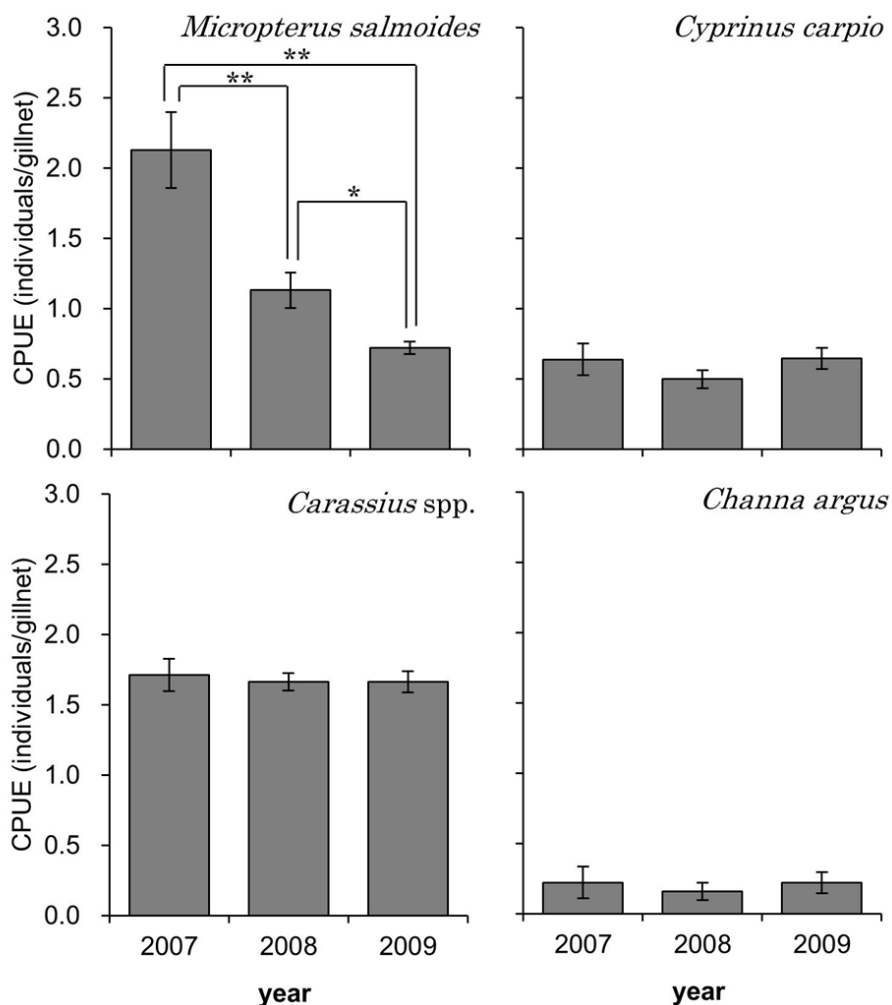 Micropterus salmoides
Cyprinus carpio
CPUE (individuals/gillnet)
3.0
2.5
2.0
1.5
1.0
0.5
0.0
**
**
*
Carassius spp.
Channa argus
CPUE (individuals/gillnet)
3.0
2.5
2.0
1.5
1.0
0.5
0.0
2007 2008 2009
2007 2008 2009
year
year